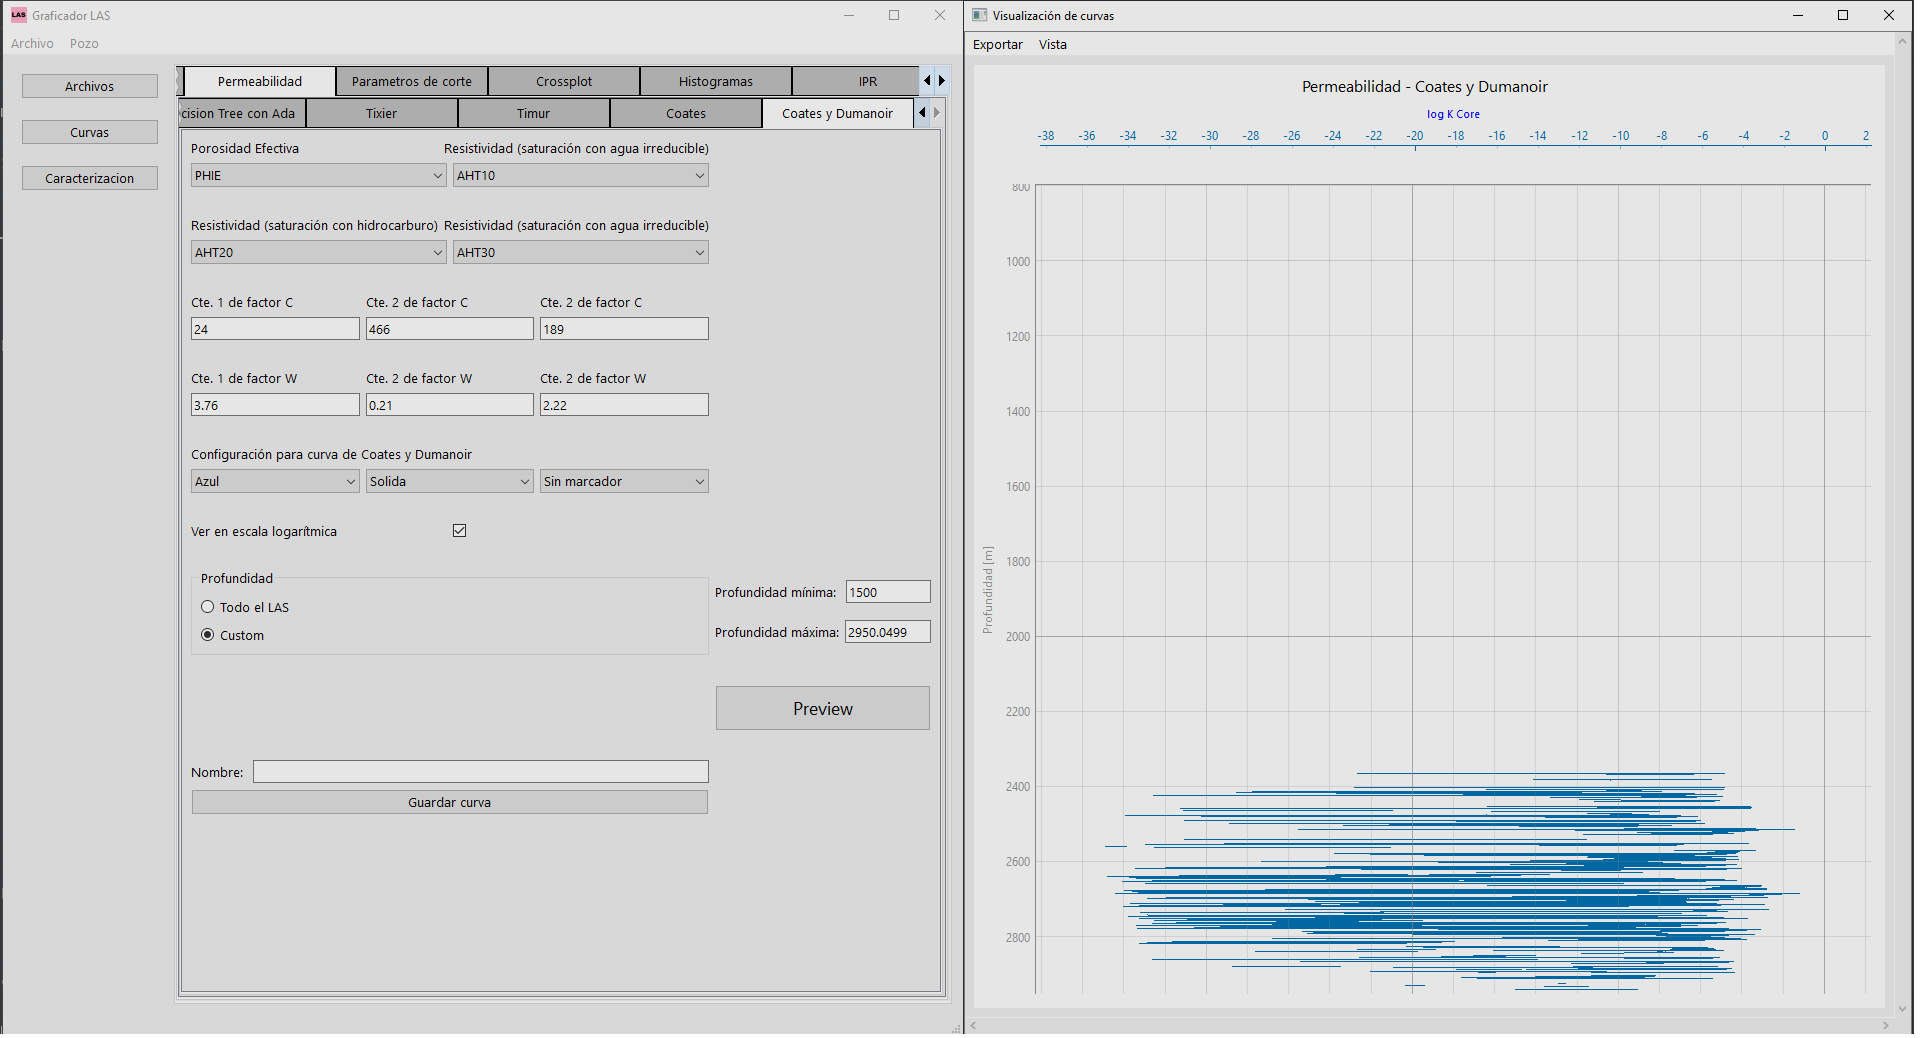 LAS Graficador LAS
Archivo Pozo
Archivos
Curvas
Caracterizacion
Permeabilidad Parametros de corte Crossplot Histogramas IPR
cision Tree con Ada Tixier Timur Coates Coates y Dumanoir
Porosidad Efectiva Resistividad (saturación con agua irreducible)
PHIE AHT10
Resistividad (saturación con hidrocarburo) Resistividad (saturación con agua irreducible)
AHT20 AHT30
Cte. 1 de factor C Cte. 2 de factor C Cte. 2 de factor C
24 466 189
Cte. 1 de factor W Cte. 2 de factor W Cte. 2 de factor W
3.76 0.21 2.22
Configuración para curva de Coates y Dumanoir
Azul Solida Sin marcador
Ver en escala logarítmica
Profundidad
Todo el LAS
Custom
Profundidad mínima: 1500
Profundidad máxima: 2950.0499
Preview
Nombre:
Guardar curva
Visualización de curvas
Exportar Vista
Permeabilidad - Coates y Dumanoir
log K Core
-38 -36 -34 -32 -30 -28 -26 -24 -22 -20 -18 -16 -14 -12 -10 -8 -6 -4 -2 0 2
800
1000
1200
1400
1600
1800
2000
2200
2400
2600
2800
Profundidad [m]